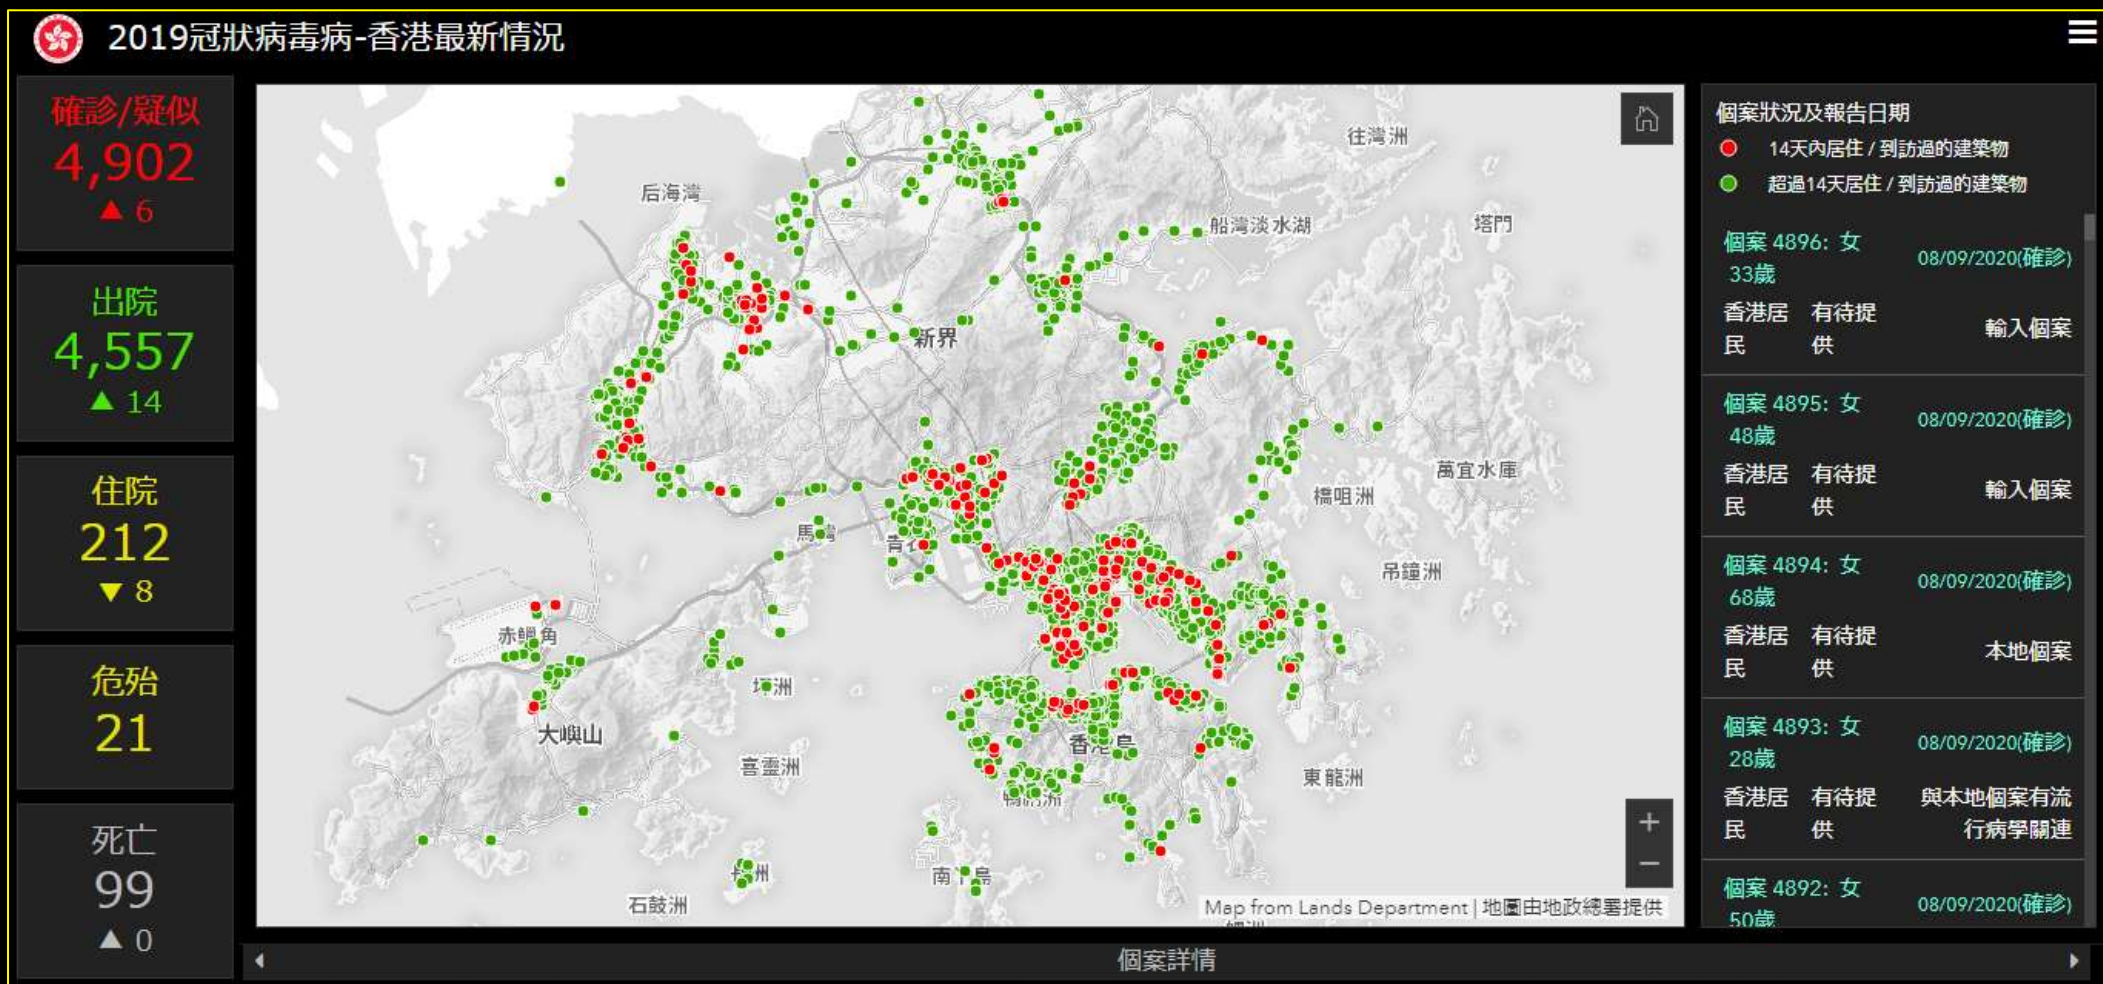 2019冠狀病毒病-香港最新情況
確診/疑似
4,902
▲ 6
出院
4,557
▲ 14
住院
212
▼ 8
危殆
21
死亡
99
▲ 0
往灣洲
后海灣
船灣淡水湖
塔門
新界
萬宜水庫
橋咀洲
馬灣
吊鐘洲
赤鱲角
坪洲
大嶼山
香港島
喜靈洲
東龍洲
鴨脷洲
長洲
南丫島
石鼓洲
Map from Lands Department | 地圖由地政總署提供
個案狀況及報告日期
14天內居住 / 到訪過的建築物
超過14天居住 / 到訪過的建築物
個案 4896: 女 33歲
08/09/2020(確診)
香港居民
有待提供
輸入個案
個案 4895: 女 48歲
08/09/2020(確診)
香港居民
有待提供
輸入個案
個案 4894: 女 68歲
08/09/2020(確診)
香港居民
有待提供
本地個案
個案 4893: 女 28歲
08/09/2020(確診)
香港居民
有待提供
與本地個案有流行病學關連
個案 4892: 女 50歲
08/09/2020(確診)
個案詳情